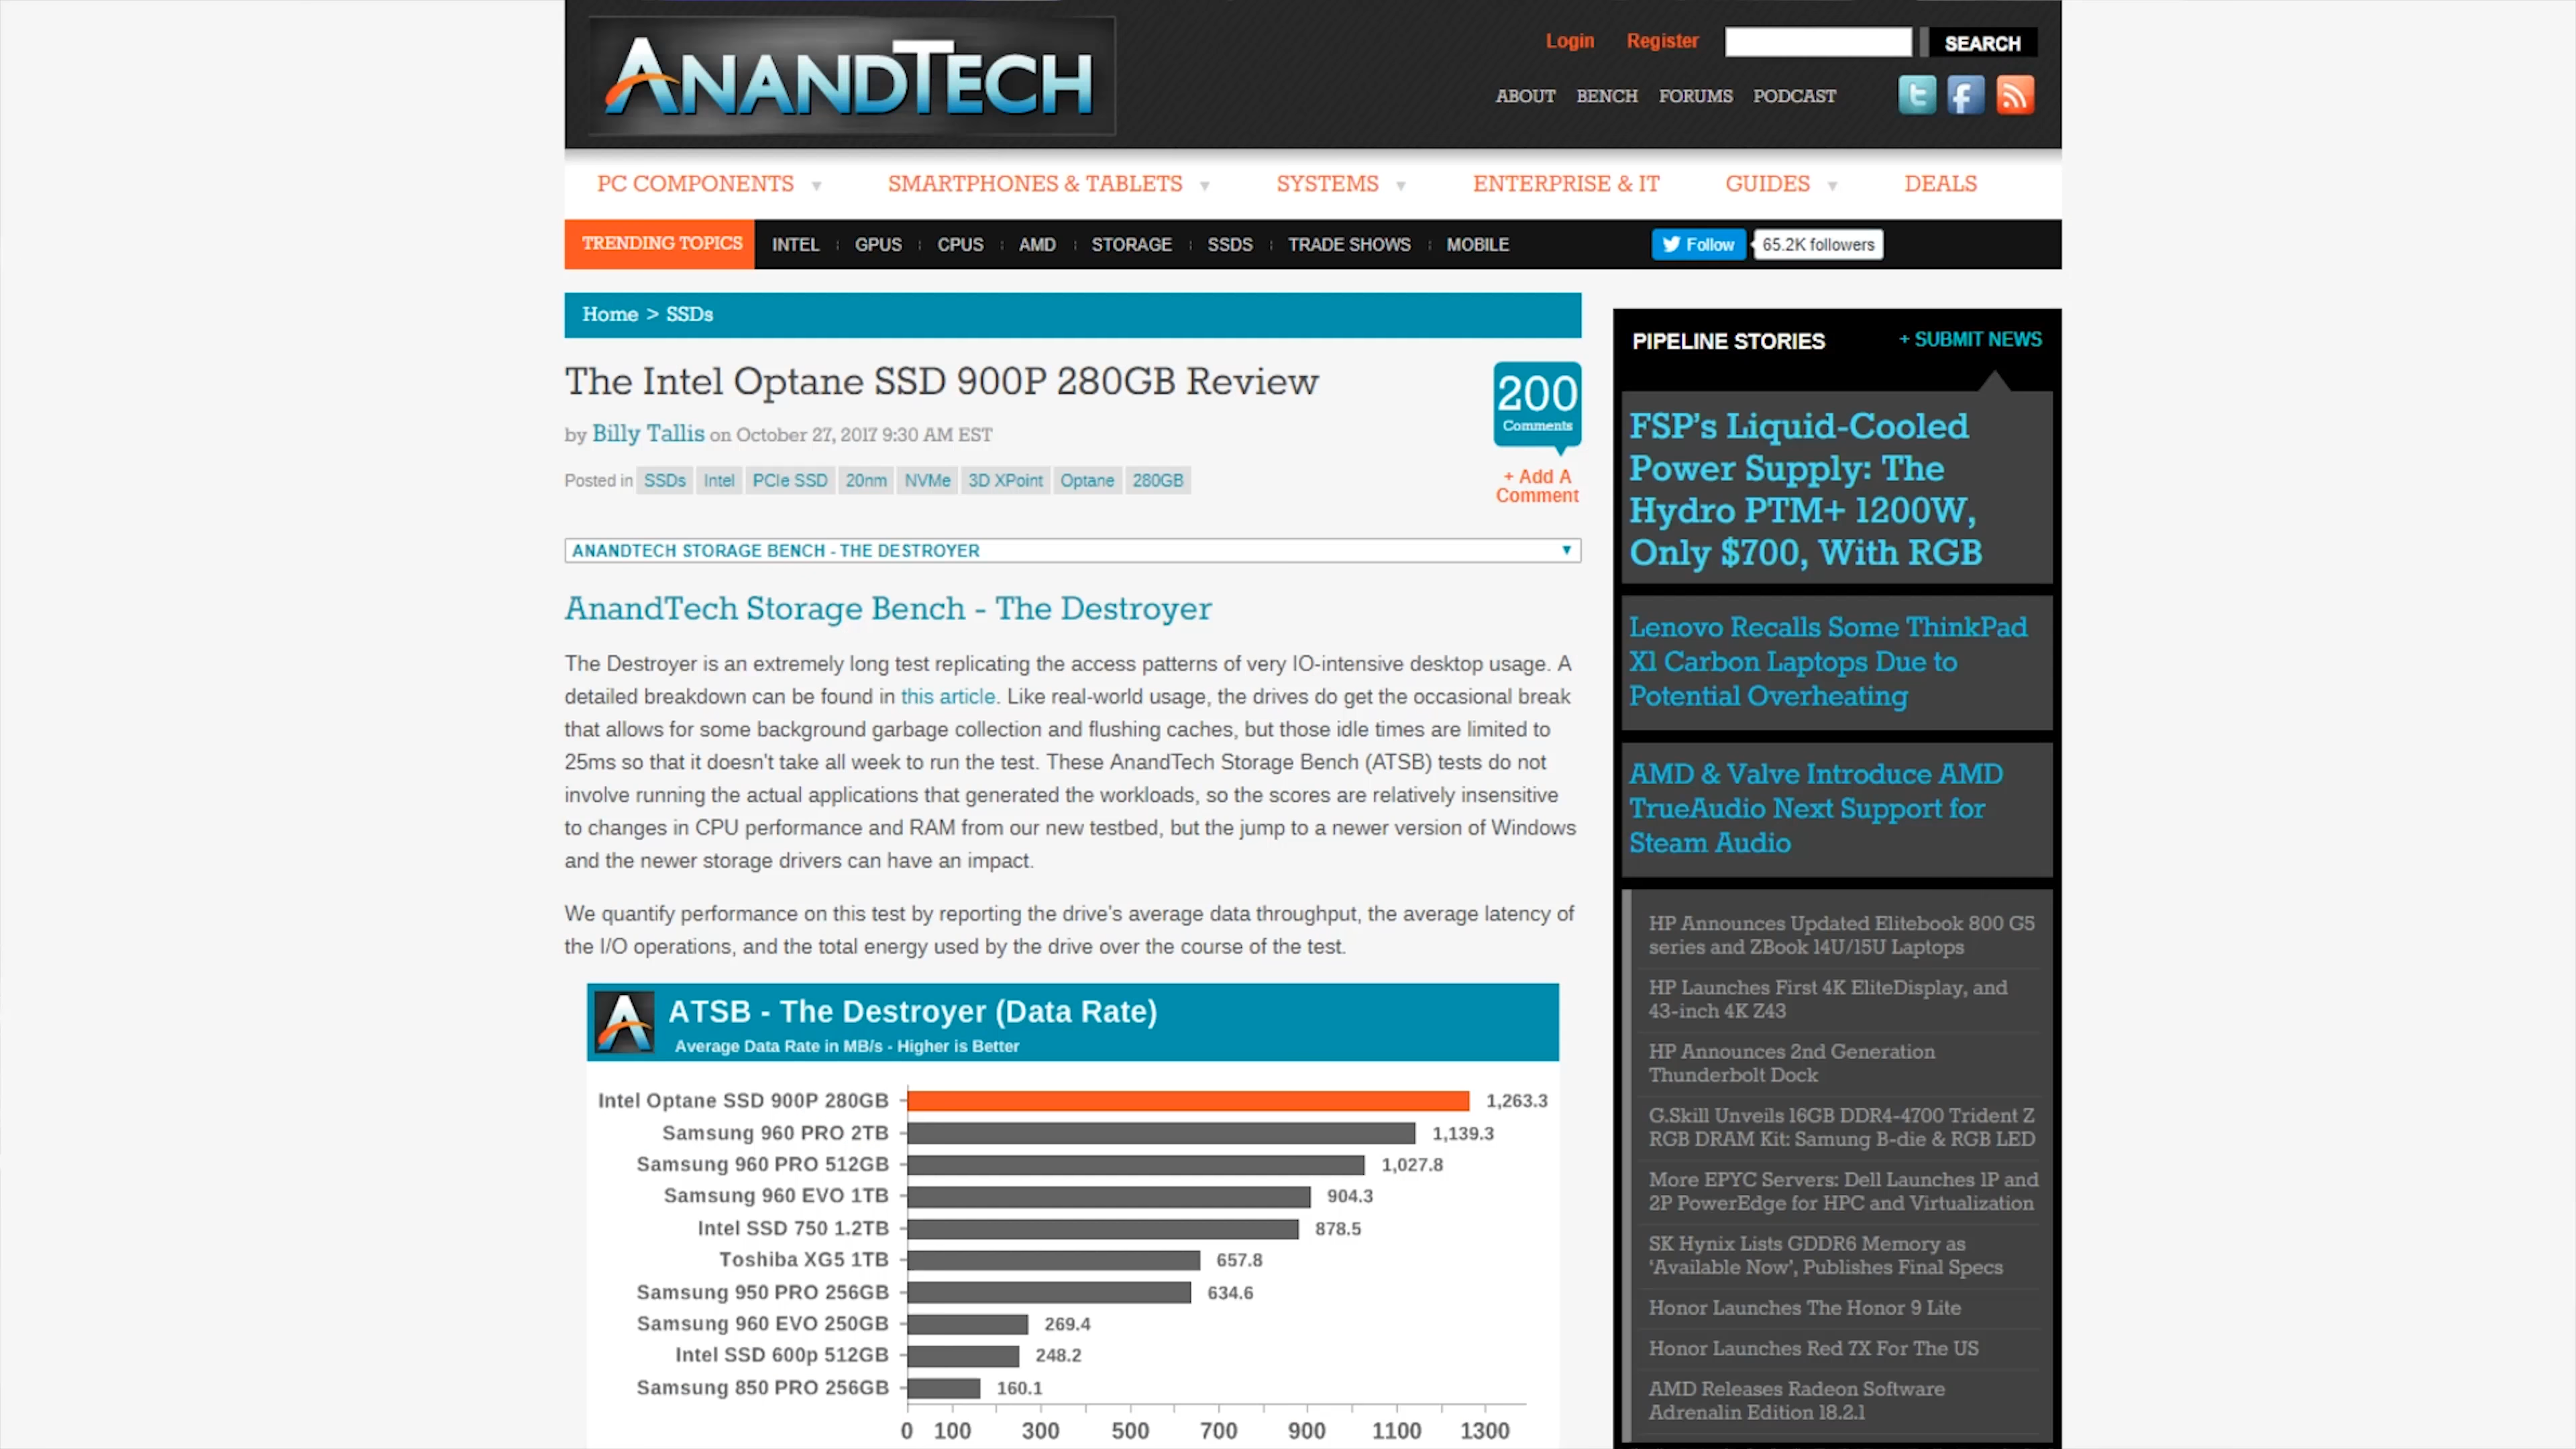 ANANDTECH
Login Register SEARCH
ABOUT BENCH FORUMS PODCAST
PC COMPONENTS SMARTPHONES & TABLETS SYSTEMS ENTERPRISE & IT GUIDES DEALS
TRENDING TOPICS INTEL GPUS CPUS AMD STORAGE SSDS TRADE SHOWS MOBILE Follow 65.2K followers
Home > SSDs
The Intel Optane SSD 900P 280GB Review
by Billy Tallis on October 27, 2017 9:30 AM EST
Posted in SSDs Intel PCIe SSD 20nm NVMe 3D XPoint Optane 280GB
200
Comments
+ Add A
Comment
ANANDTECH STORAGE BENCH - THE DESTROYER
AnandTech Storage Bench - The Destroyer
The Destroyer is an extremely long test replicating the access patterns of very IO-intensive desktop usage. A
detailed breakdown can be found in this article. Like real-world usage, the drives do get the occasional break
that allows for some background garbage collection and flushing caches, but those idle times are limited to
25ms so that it doesn't take all week to run the test. These AnandTech Storage Bench (ATSB) tests do not
involve running the actual applications that generated the workloads, so the scores are relatively insensitive
to changes in CPU performance and RAM from our new testbed, but the jump to a newer version of Windows
and the newer storage drivers can have an impact.
We quantify performance on this test by reporting the drive's average data throughput, the average latency of
the I/O operations, and the total energy used by the drive over the course of the test.
ATSB - The Destroyer (Data Rate)
Average Data Rate in MB/s - Higher is Better
Intel Optane SSD 900P 280GB 1,263.3
Samsung 960 PRO 2TB 1,139.3
Samsung 960 PRO 512GB 1,027.8
Samsung 960 EVO 1TB 904.3
Intel SSD 750 1.2TB 878.5
Toshiba XG5 1TB 657.8
Samsung 950 PRO 256GB 634.6
Samsung 960 EVO 250GB 269.4
Intel SSD 600p 512GB 248.2
Samsung 850 PRO 256GB 160.1
0 100 300 500 700 900 1100 1300
PIPELINE STORIES + SUBMIT NEWS
FSP's Liquid-Cooled
Power Supply: The
Hydro PTM+ 1200W,
Only $700, With RGB
Lenovo Recalls Some ThinkPad
X1 Carbon Laptops Due to
Potential Overheating
AMD & Valve Introduce AMD
TrueAudio Next Support for
Steam Audio
HP Announces Updated Elitebook 800 G5
series and ZBook 14U/15U Laptops
HP Launches First 4K EliteDisplay, and
43-inch 4K Z43
HP Announces 2nd Generation
Thunderbolt Dock
G.Skill Unveils 16GB DDR4-4700 Trident Z
RGB DRAM Kit: Samung B-die & RGB LED
More EPYC Servers: Dell Launches 1P and
2P PowerEdge for HPC and Virtualization
SK Hynix Lists GDDR6 Memory as
'Available Now', Publishes Final Specs
Honor Launches The Honor 9 Lite
Honor Launches Red 7X For The US
AMD Releases Radeon Software
Adrenalin Edition 18.2.1